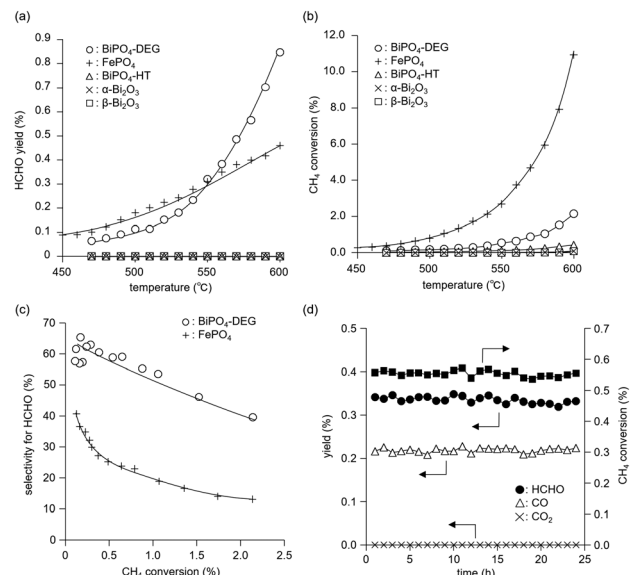 (a)
0.9
0.8
0.7
0.6
0.5
0.4
0.3
0.2
0.1
0
HCHO yield (%)
○ : BiPO₄-DEG
+ : FePO₄
△ : BiPO₄-HT
× : α-Bi₂O₃
□ : β-Bi₂O₃
450 500 550 600
temperature (℃)
(b)
12.0
10.0
8.0
6.0
4.0
2.0
0.0
CH₄ conversion (%)
○ : BiPO₄-DEG
+ : FePO₄
△ : BiPO₄-HT
× : α-Bi₂O₃
□ : β-Bi₂O₃
450 500 550 600
temperature (℃)
(c)
70
60
50
40
30
20
10
0
selectivity for HCHO (%)
○ : BiPO₄-DEG
+ : FePO₄
0.0 0.5 1.0 1.5 2.0 2.5
CH₄ conversion (%)
(d)
0.5
0.4
0.3
0.2
0.1
0.0
yield (%)
0.7
0.6
0.5
0.4
0.3
0.2
0.1
0.0
CH₄ conversion (%)
● : HCHO
△ : CO
× : CO₂
0 5 10 15 20 25
time (h)